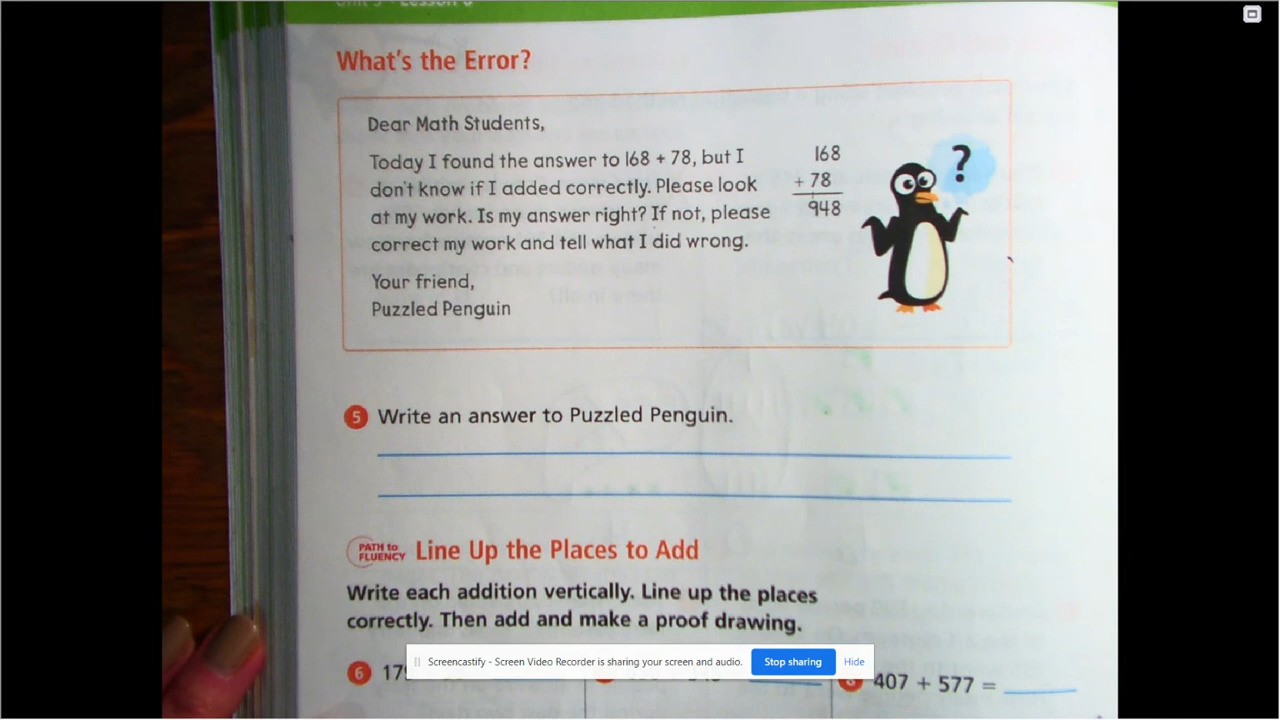 What's the Error?
Dear Math Students,
Today I found the answer to 168 + 78, but I
don't know if I added correctly. Please look
at my work. Is my answer right? If not, please
correct my work and tell what I did wrong.
Your friend,
Puzzled Penguin
168
+ 78
1
948
?
5 Write an answer to Puzzled Penguin.
PATH to
FLUENCY
Line Up the Places to Add
Write each addition vertically. Line up the places
correctly. Then add and make a proof drawing.
Screencastify - Screen Video Recorder is sharing your screen and audio. Stop sharing Hide
6 8 407 + 577 =